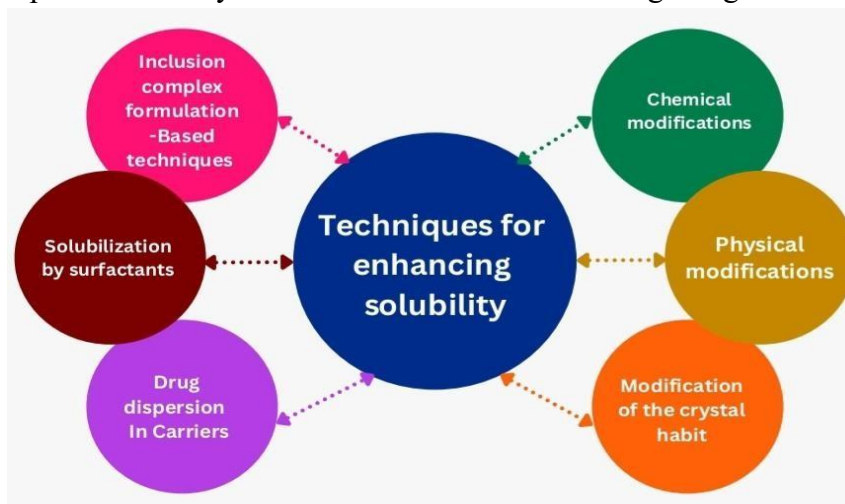 Inclusion
complex
formulation
-Based
techniques
Chemical
modifications
Solubilization
by surfactants
Techniques for
enhancing
solubility
Physical
modifications
Drug
dispersion
In Carriers
Modification
of the crystal
habit